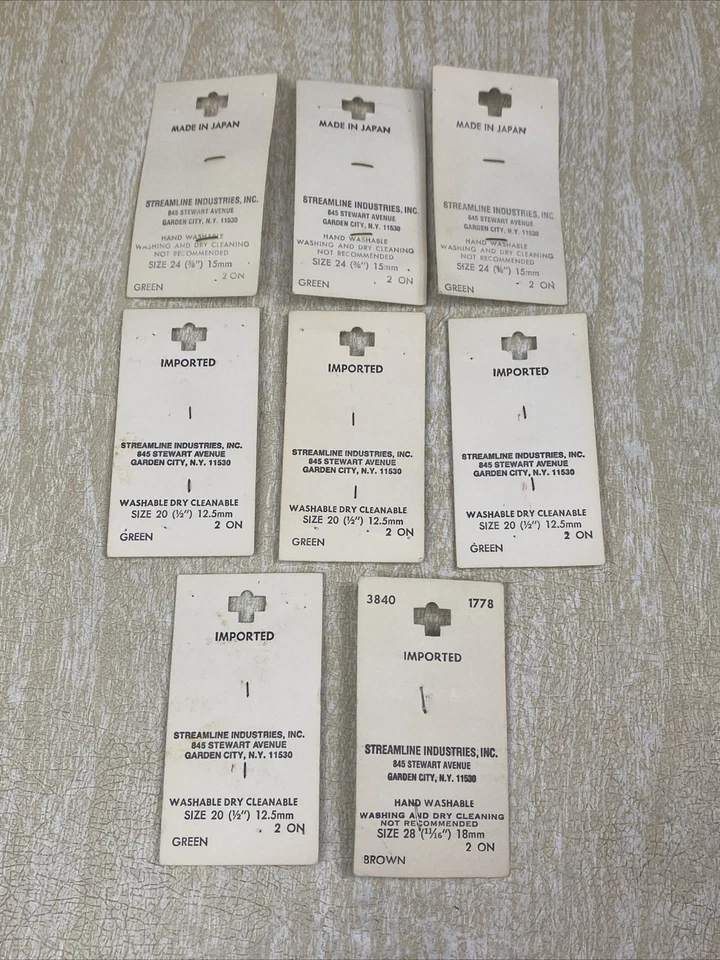 MADE IN JAPAN
STREAMLINE INDUSTRIES, INC.
845 STEWART AVENUE
GARDEN CITY, N.Y. 11530
HAND WASHABLE
WASHING AND DRY CLEANING
NOT RECOMMENDED
SIZE 24 (⅝") 15mm
2 ON
GREEN
MADE IN JAPAN
STREAMLINE INDUSTRIES, INC.
845 STEWART AVENUE
GARDEN CITY, N.Y. 11530
HAND WASHABLE
WASHING AND DRY CLEANING
NOT RECOMMENDED
SIZE 24 (⅝") 15mm
2 ON
GREEN
MADE IN JAPAN
STREAMLINE INDUSTRIES, INC.
845 STEWART AVENUE
GARDEN CITY, N.Y. 11530
HAND WASHABLE
WASHING AND DRY CLEANING
NOT RECOMMENDED
SIZE 24 (⅝") 15mm
2 ON
GREEN
IMPORTED
STREAMLINE INDUSTRIES, INC.
845 STEWART AVENUE
GARDEN CITY, N.Y. 11530
WASHABLE DRY CLEANABLE
SIZE 20 (½") 12.5mm
2 ON
GREEN
IMPORTED
STREAMLINE INDUSTRIES, INC.
845 STEWART AVENUE
GARDEN CITY, N.Y. 11530
WASHABLE DRY CLEANABLE
SIZE 20 (½") 12.5mm
2 ON
GREEN
IMPORTED
STREAMLINE INDUSTRIES, INC.
845 STEWART AVENUE
GARDEN CITY, N.Y. 11530
WASHABLE DRY CLEANABLE
SIZE 20 (½") 12.5mm
2 ON
GREEN
IMPORTED
STREAMLINE INDUSTRIES, INC.
845 STEWART AVENUE
GARDEN CITY, N.Y. 11530
WASHABLE DRY CLEANABLE
SIZE 20 (½") 12.5mm
2 ON
GREEN
3840 1778
IMPORTED
STREAMLINE INDUSTRIES, INC.
845 STEWART AVENUE
GARDEN CITY, N.Y. 11530
HAND WASHABLE
WASHING AND DRY CLEANING
NOT RECOMMENDED
SIZE 28 (11/16") 18mm
2 ON
BROWN